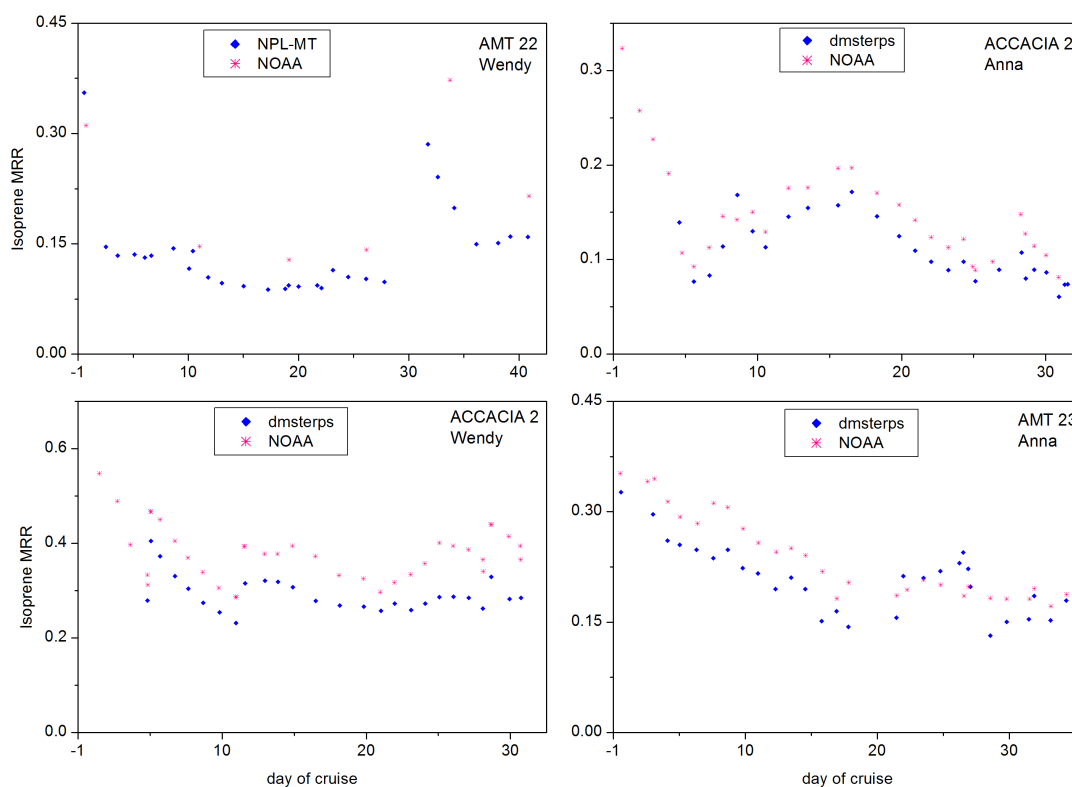 0.45
NPL-MT
NOAA
AMT 22
Wendy
0.30
0.15
0.00
Isoprene MRR
-1
10
20
30
40
dmsterps
NOAA
ACCACIA 2
Anna
0.3
0.2
0.1
0
-1
10
20
30
dmsterps
NOAA
ACCACIA 2
Wendy
0.6
0.4
0.2
0.0
Isoprene MRR
-1
10
20
30
day of cruise
0.45
dmsterps
NOAA
AMT 23
Anna
0.30
0.15
0.00
-1
10
20
30
day of cruise